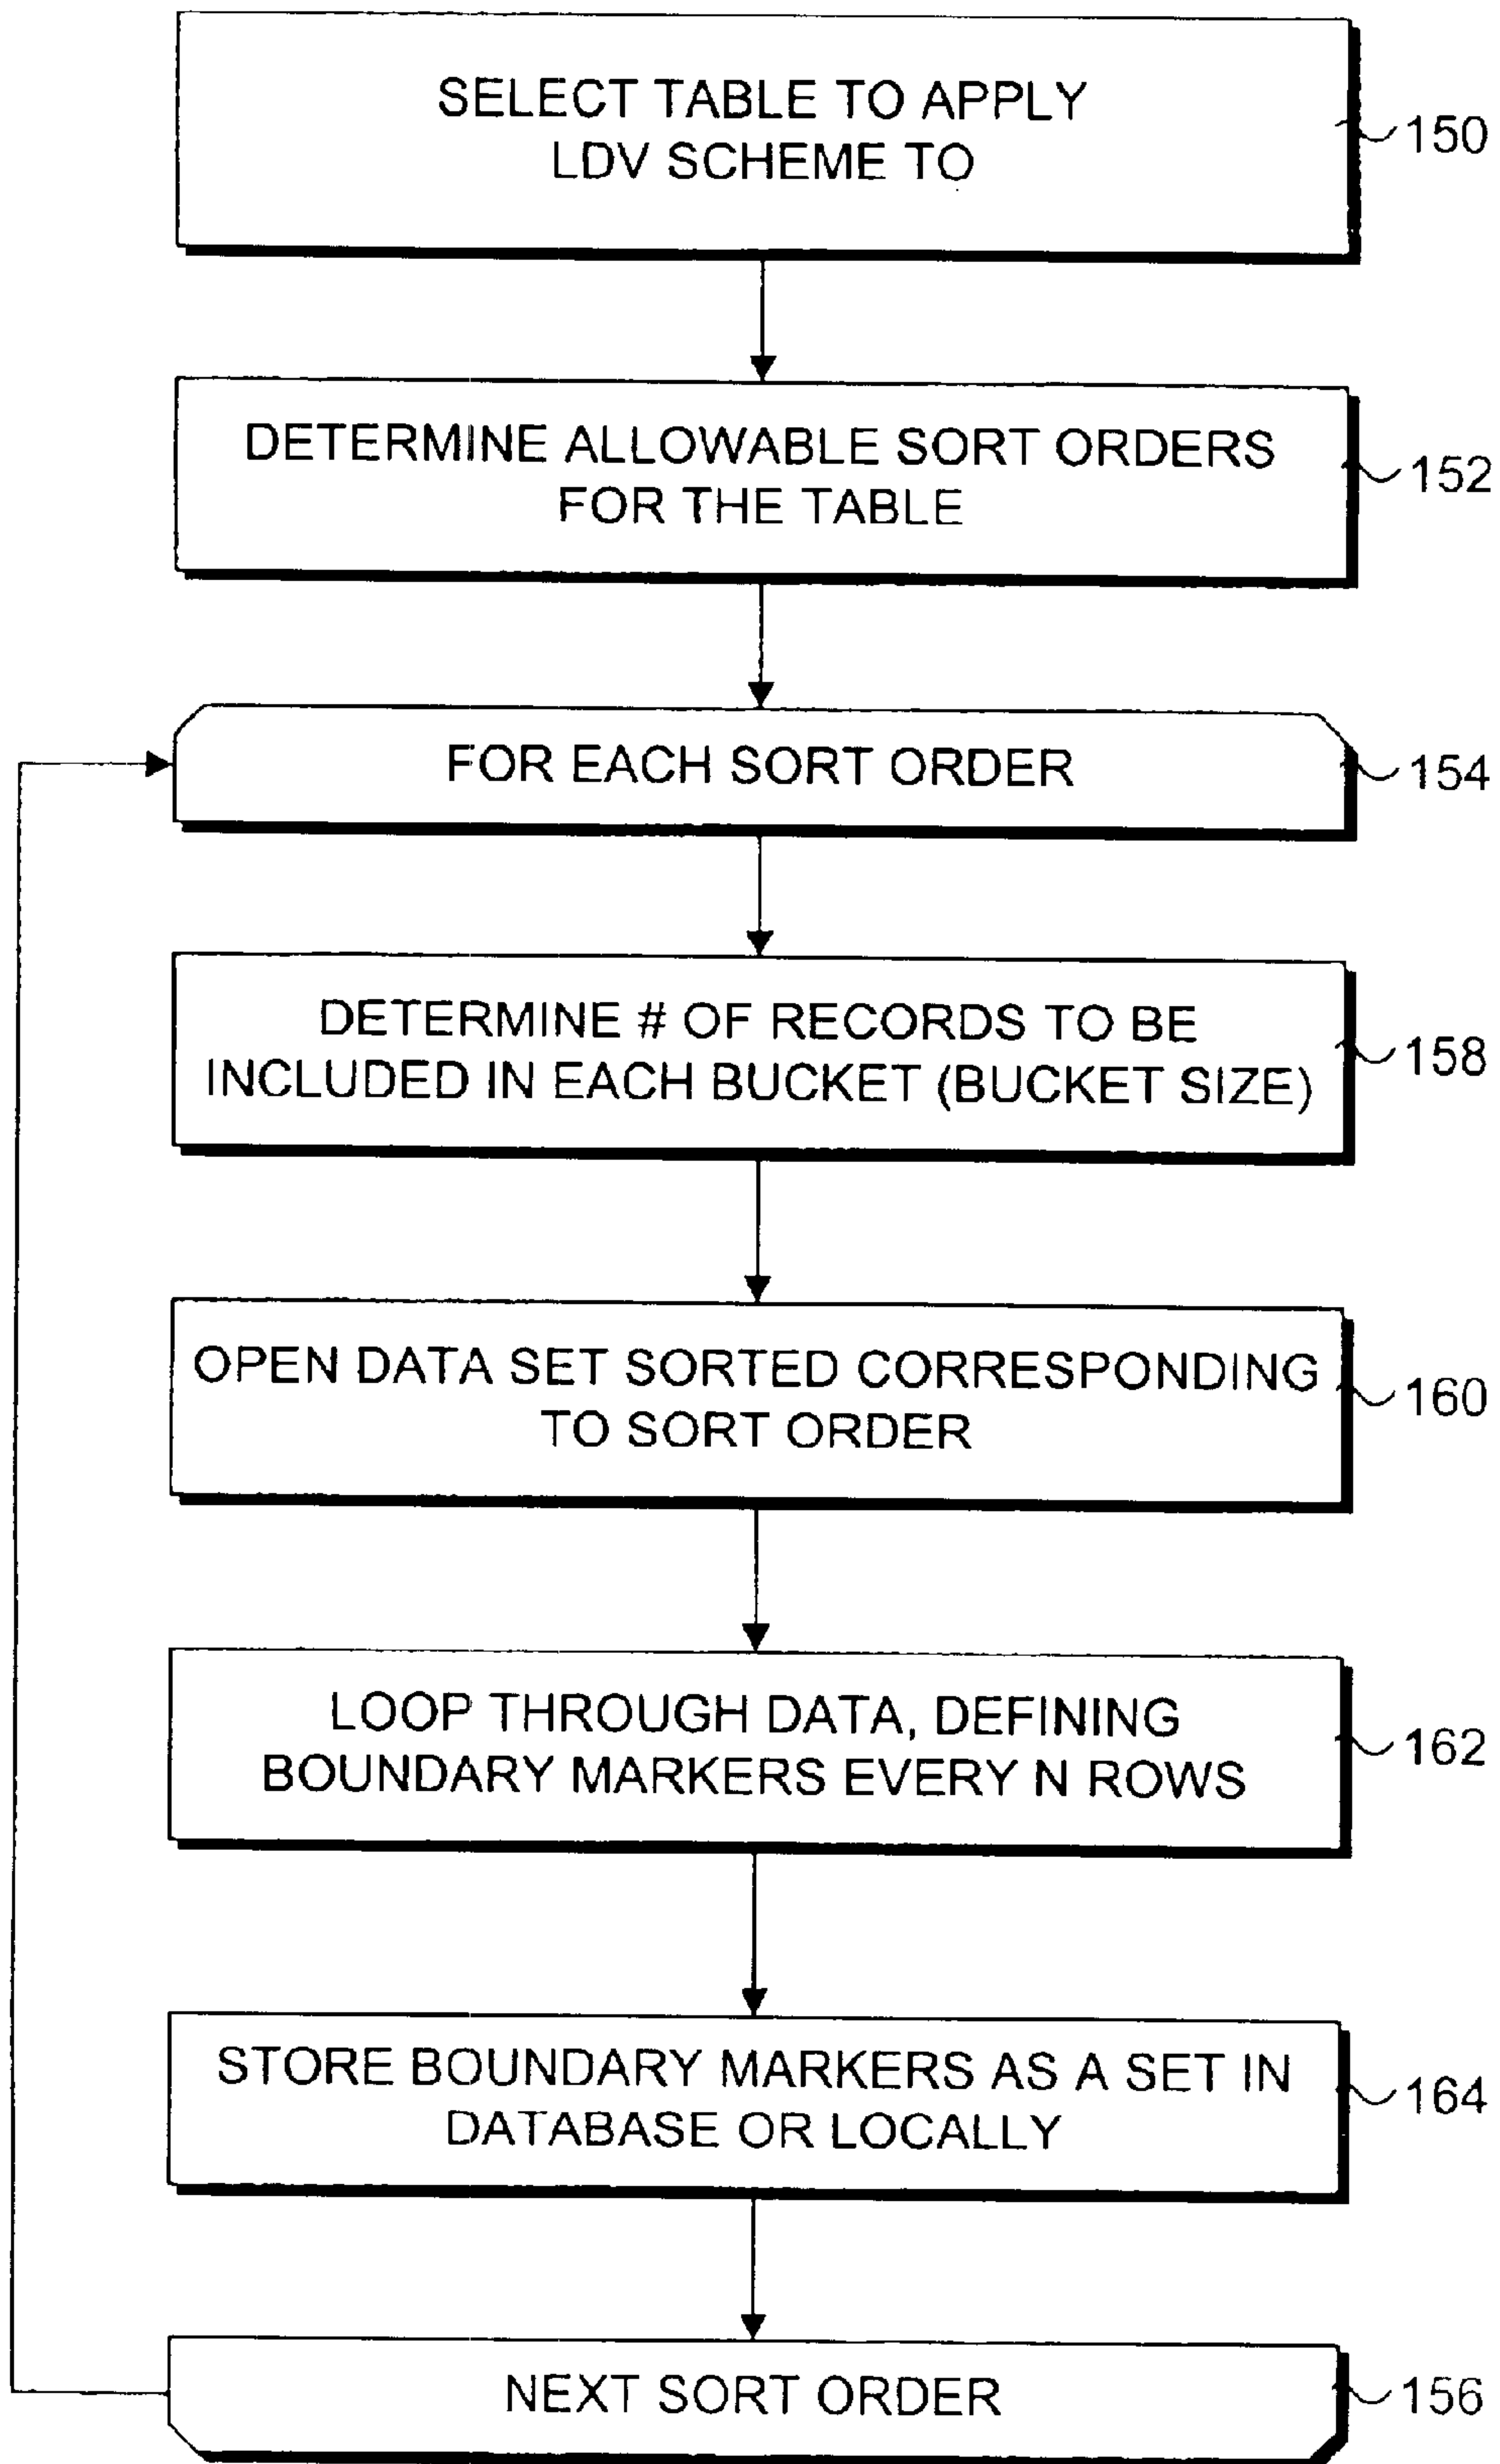 SELECT TABLE TO APPLY
LDV SCHEME TO
150
DETERMINE ALLOWABLE SORT ORDERS
FOR THE TABLE
152
FOR EACH SORT ORDER
154
DETERMINE # OF RECORDS TO BE
INCLUDED IN EACH BUCKET (BUCKET SIZE)
158
OPEN DATA SET SORTED CORRESPONDING
TO SORT ORDER
160
LOOP THROUGH DATA, DEFINING
BOUNDARY MARKERS EVERY N ROWS
162
STORE BOUNDARY MARKERS AS A SET IN
DATABASE OR LOCALLY
164
NEXT SORT ORDER
156